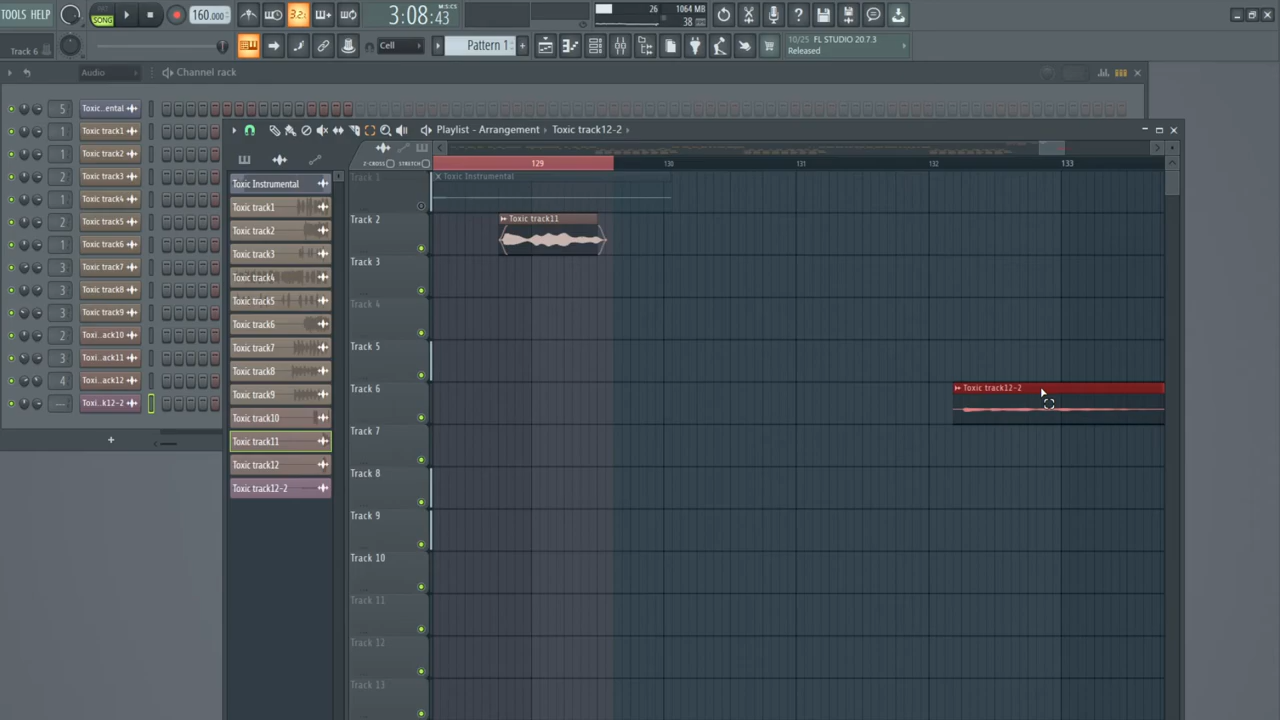 TOOLS HELP
PAT
SONG
160.000
3.2:
3:08:43
M:S:CS
26
1064 MB
38
Track 6
Cell
Pattern 1
+
10/25 FL STUDIO 20.7.3
Released
Audio
Channel rack
5 Toxic..ental
1 Toxic track1
1 Toxic track2
1 Toxic track3
1 Toxic track4
5 Toxic track5
1 Toxic track6
3 Toxic track7
3 Toxic track8
3 Toxic track9
2 Toxi..ack10
3 Toxi..ack11
4 Toxi..ack12
--- Toxi..k12-2
+
Playlist - Arrangement Toxic track12-2
Z-CROSS STRETCH
129 130 131 132 133
Toxic Instrumental
Toxic track1
Toxic track2
Toxic track3
Toxic track4
Toxic track5
Toxic track6
Toxic track7
Toxic track8
Toxic track9
Toxic track10
Toxic track11
Toxic track12
Toxic track12-2
Track 1
Toxic Instrumental
Track 2
Toxic track11
Track 3
Track 4
Track 5
Track 6
Toxic track12-2
Track 7
Track 8
Track 9
Track 10
Track 11
Track 12
Track 13